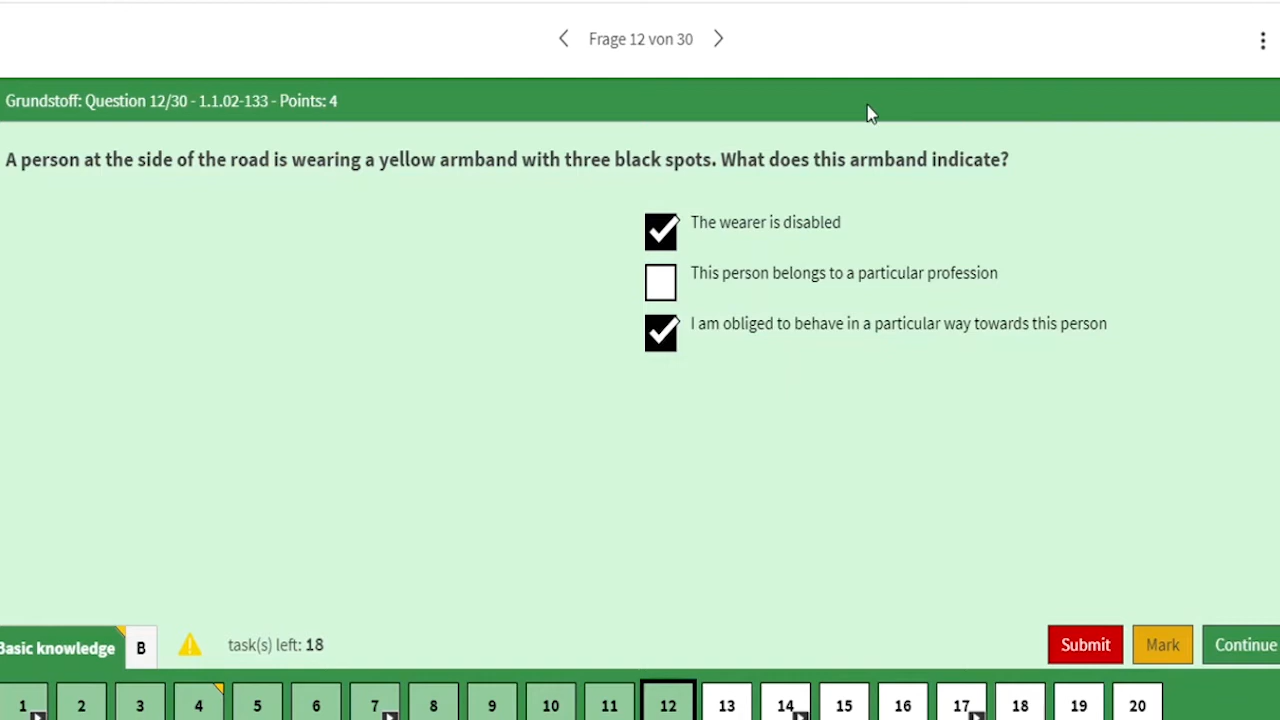 Frage 12 von 30
Grundstoff: Question 12/30 - 1.1.02-133 - Points: 4
A person at the side of the road is wearing a yellow armband with three black spots. What does this armband indicate?
The wearer is disabled
This person belongs to a particular profession
I am obliged to behave in a particular way towards this person
Basic knowledge B task(s) left: 18 Submit Mark Continue
1 2 3 4 5 6 7 8 9 10 11 12 13 14 15 16 17 18 19 20